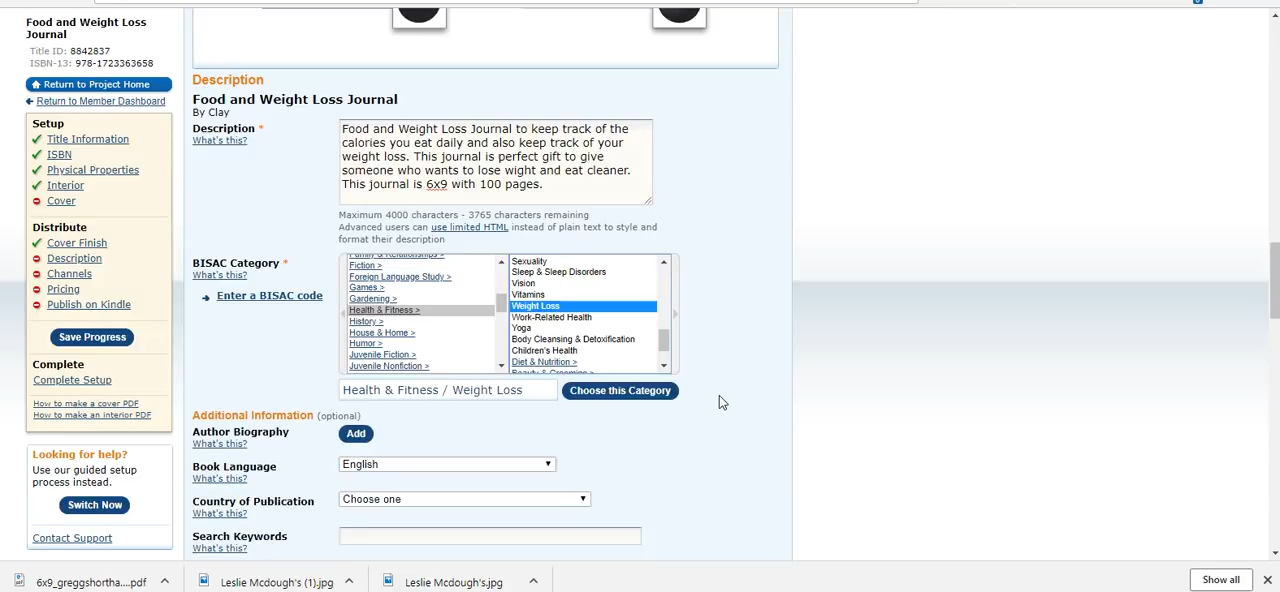 Food and Weight Loss
Journal
Title ID: 8842837
ISBN-13: 978-1723363658
Return to Project Home
Return to Member Dashboard
Setup
Title Information
ISBN
Physical Properties
Interior
Cover
Distribute
Cover Finish
Description
Channels
Pricing
Publish on Kindle
Save Progress
Complete
Complete Setup
How to make a cover PDF
How to make an interior PDF
Looking for help?
Use our guided setup
process instead.
Switch Now
Contact Support
Description
Food and Weight Loss Journal
By Clay
Description *
What's this?
Food and Weight Loss Journal to keep track of the
calories you eat daily and also keep track of your
weight loss. This journal is perfect gift to give
someone who wants to lose wight and eat cleaner.
This journal is 6x9 with 100 pages.
Maximum 4000 characters - 3765 characters remaining
Advanced users can use limited HTML instead of plain text to style and
format their description
BISAC Category *
What's this?
Enter a BISAC code
Family & Relationships >
Fiction >
Foreign Language Study >
Games >
Gardening >
Health & Fitness >
History >
House & Home >
Humor >
Juvenile Fiction >
Juvenile Nonfiction >
Sexuality
Sleep & Sleep Disorders
Vision
Vitamins
Weight Loss
Work-Related Health
Yoga
Body Cleansing & Detoxification
Children's Health
Diet & Nutrition >
Beauty & Grooming >
Health & Fitness / Weight Loss
Choose this Category
Additional Information (optional)
Author Biography
What's this?
Add
Book Language
What's this?
English
Country of Publication
What's this?
Choose one
Search Keywords
What's this?
6x9_greggshortha....pdf
Leslie Mcdough's (1).jpg
Leslie Mcdough's.jpg
Show all